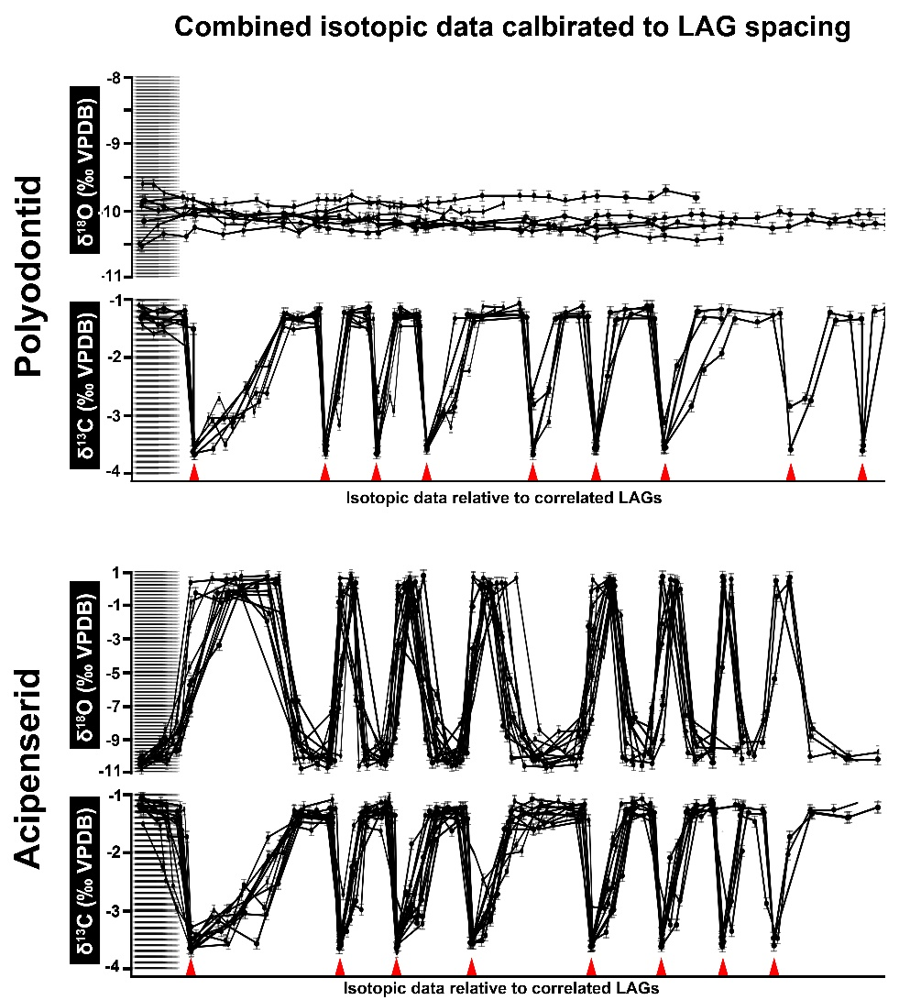 Combined isotopic data calbirated to LAG spacing
Polyodontid
δ18O (‰ VPDB)
-8
-9
-10
-11
δ13C (‰ VPDB)
-1
-2
-3
-4
Isotopic data relative to correlated LAGs
Acipenserid
δ18O (‰ VPDB)
1
-1
-3
-5
-7
-9
-11
δ13C (‰ VPDB)
-1
-2
-3
-4
Isotopic data relative to correlated LAGs